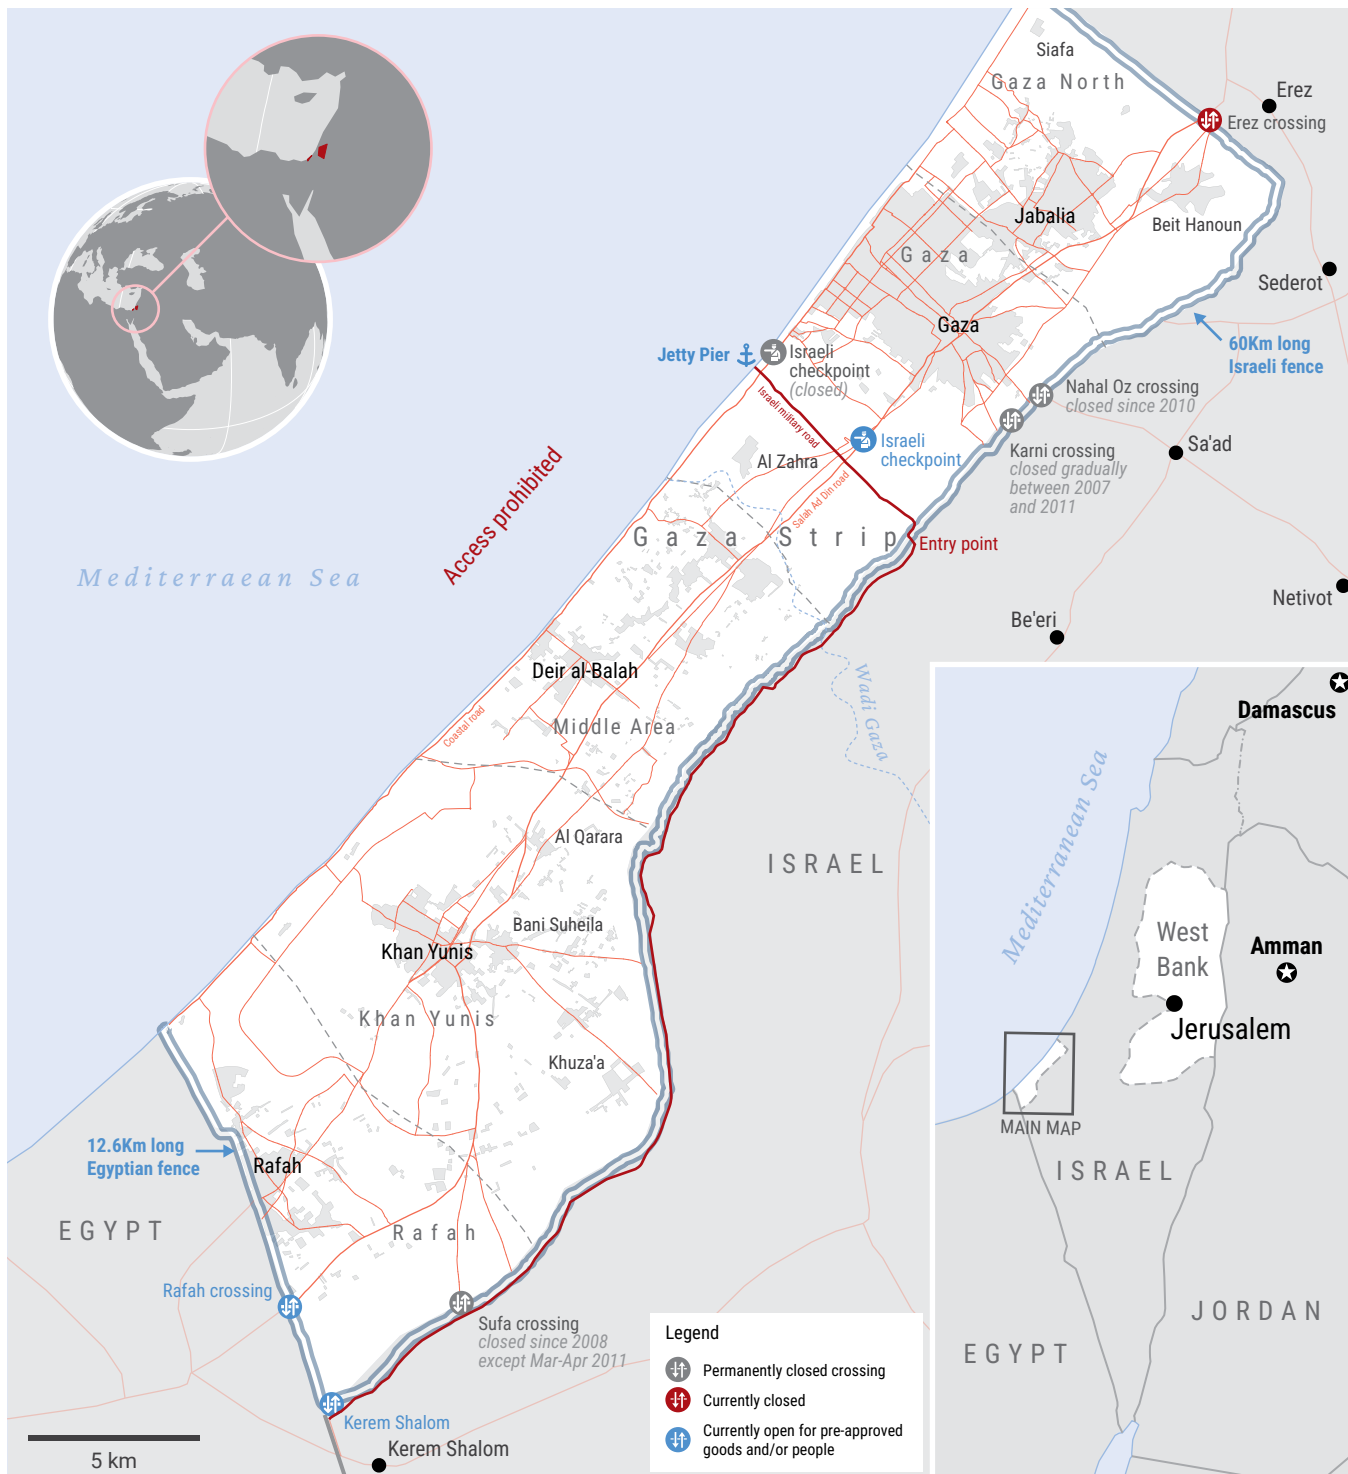 Siafa
Gaza North
Erez
Erez crossing
Jabalia
Beit Hanoun
Gaza
Sederot
Gaza
60Km long
Israeli fence
Jetty Pier
Israeli
checkpoint
(closed)
Israeli military road
Nahal Oz crossing
closed since 2010
Israeli
checkpoint
Karni crossing
closed gradually
between 2007
and 2011
Sa'ad
Al Zahra
Salah Ad Din road
Access prohibited
Gaza Strip
Entry point
Mediterraean Sea
Netivot
Be'eri
Deir al-Balah
Wadi Gaza
Middle Area
Coastal road
Al Qarara
ISRAEL
Bani Suheila
Khan Yunis
Khan Yunis
Khuza'a
12.6Km long
Egyptian fence
Rafah
EGYPT
Rafah
Rafah crossing
Sufa crossing
closed since 2008
except Mar-Apr 2011
Kerem Shalom
Kerem Shalom
5 km
Legend
Permanently closed crossing
Currently closed
Currently open for pre-approved
goods and/or people
Damascus
Mediterranean Sea
West
Bank
Amman
Jerusalem
MAIN MAP
ISRAEL
JORDAN
EGYPT